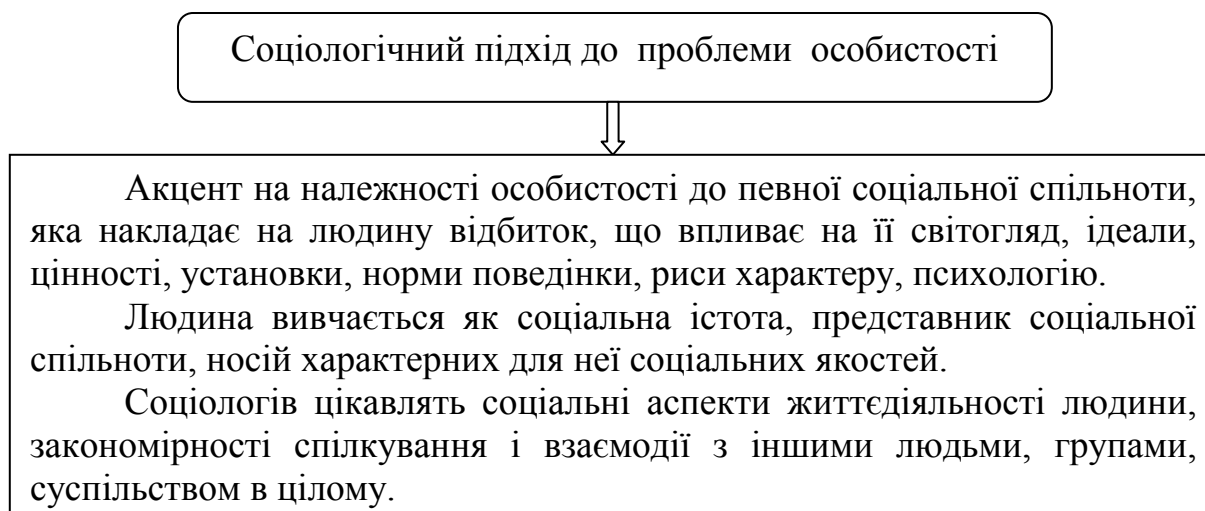 Соціологічний підхід до проблеми особистості
Акцент на належності особистості до певної соціальної спільноти,
яка накладає на людину відбиток, що впливає на її світогляд, ідеали,
цінності, установки, норми поведінки, риси характеру, психологію.
Людина вивчається як соціальна істота, представник соціальної
спільноти, носій характерних для неї соціальних якостей.
Соціологів цікавлять соціальні аспекти життєдіяльності людини,
закономірності спілкування і взаємодії з іншими людьми, групами,
суспільством в цілому.